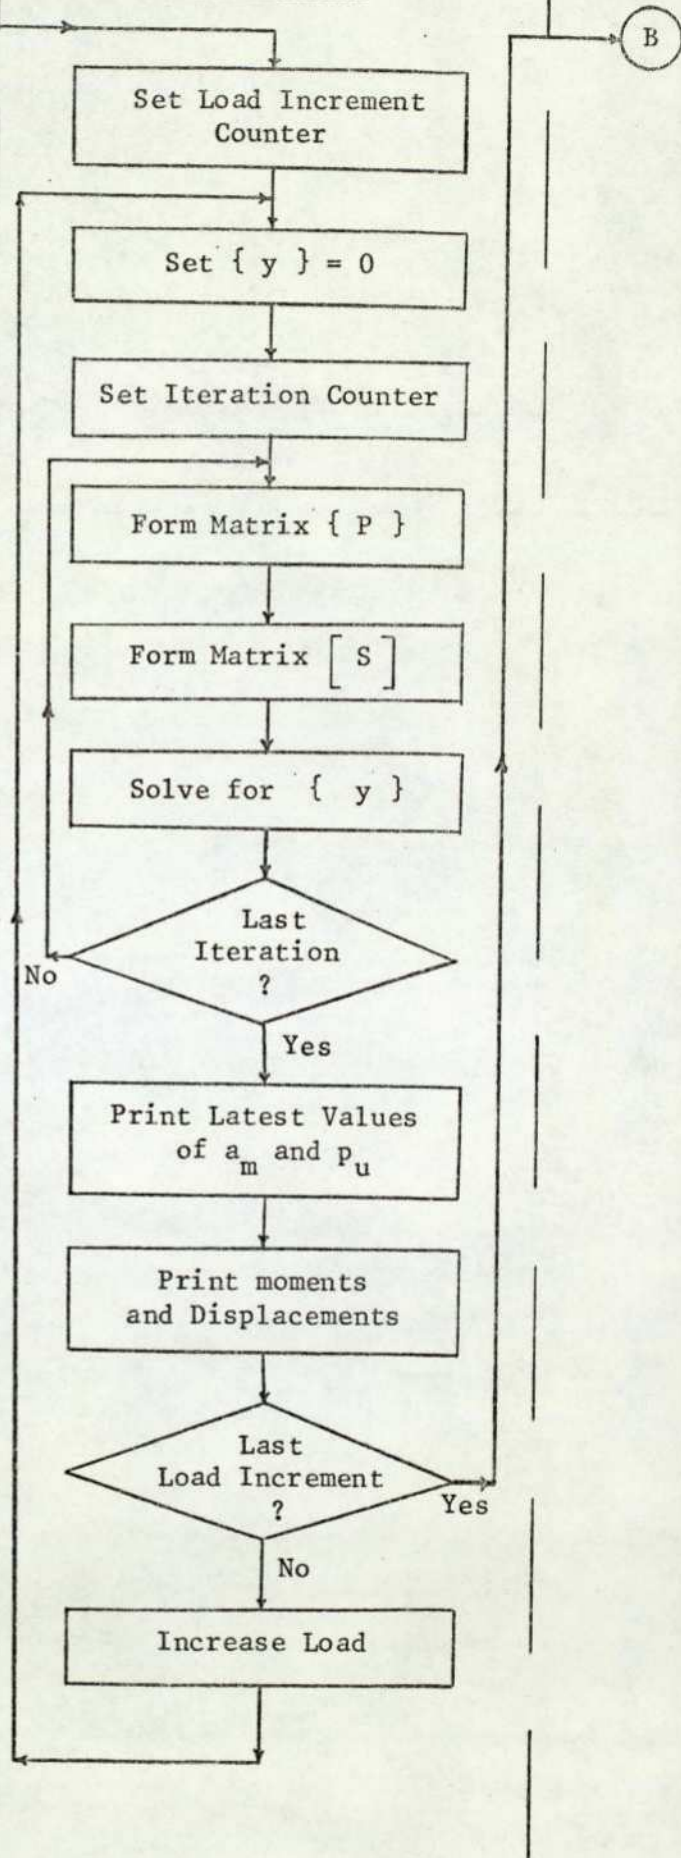 B
Set Load Increment
Counter
Set { y } = 0
Set Iteration Counter
Form Matrix { P }
Form Matrix [ S ]
Solve for { y }
Last
Iteration
?
No
Yes
Print Latest Values
of a_m and p_u
Print moments
and Displacements
Last
Load Increment
?
Yes
No
Increase Load